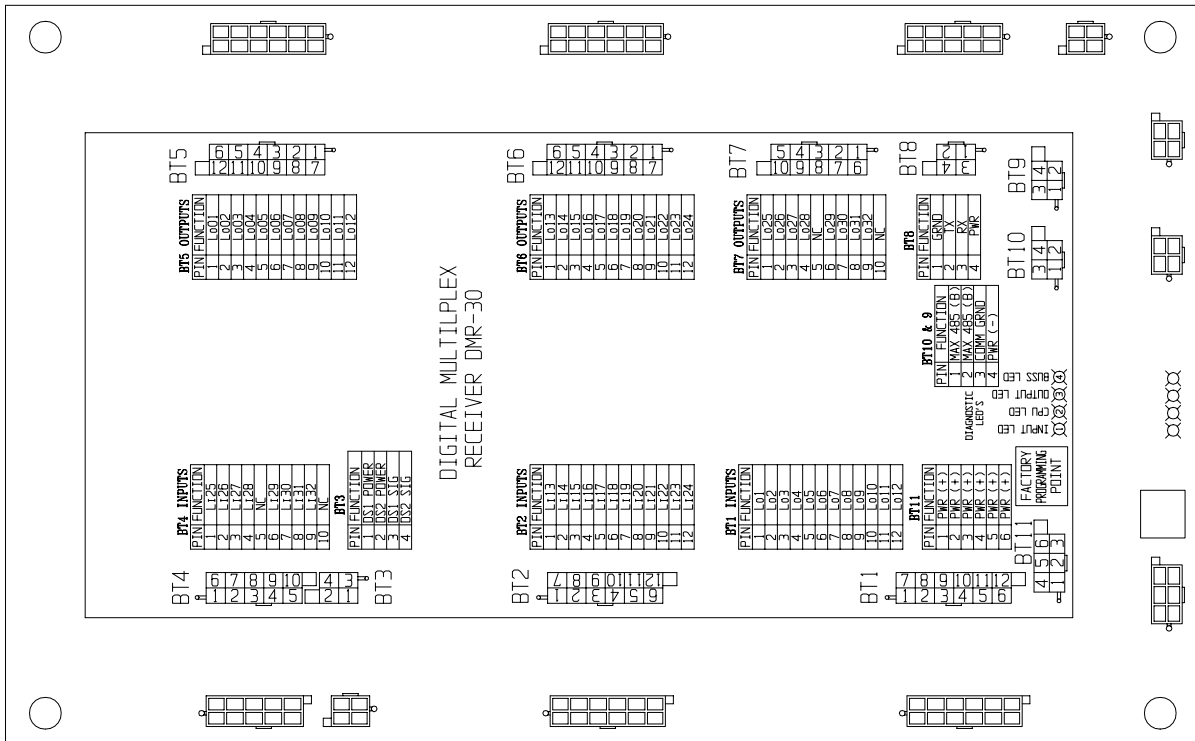 BT5
6 5 4 3 2 1
12 11 10 9 8 7
BT5 OUTPUTS
PIN FUNCTION
1 Lo01
2 Lo02
3 Lo03
4 Lo04
5 Lo05
6 Lo06
7 Lo07
8 Lo08
9 Lo09
10 Lo10
11 Lo11
12 Lo12
BT6
6 5 4 3 2 1
12 11 10 9 8 7
BT6 OUTPUTS
PIN FUNCTION
1 Lo13
2 Lo14
3 Lo15
4 Lo16
5 Lo17
6 Lo18
7 Lo19
8 Lo20
9 Lo21
10 Lo22
11 Lo23
12 Lo24
BT7
5 4 3 2 1
10 9 8 7 6
BT7 OUTPUTS
PIN FUNCTION
1 Lo25
2 Lo26
3 Lo27
4 Lo28
5 NC
6 Lo29
7 Lo30
8 Lo31
9 Lo32
10 NC
BT8
2 1
4 3
BT8
PIN FUNCTION
1 GRND
2 TX
3 RX
4 PWR
BT9
3 4
1 2
BT10
3 4
1 2
BT10 & 9
PIN FUNCTION
1 MAX 485 (B)
2 MAX 485 (B)
3 COMM GRND
4 PWR (-)
DIGITAL MULTILPLEX
RECEIVER DMR-30
DIAGNOSTIC
LED'S
INPUT LED 1
CPU LED 2
OUTPUT LED 3
BUSS LED 4
BT4 INPUTS
PIN FUNCTION
1 Li25
2 Li26
3 Li27
4 Li28
5 NC
6 Li29
7 Li30
8 Li31
9 Li32
10 NC
BT3
PIN FUNCTION
1 DS1 POWER
2 DS2 POWER
3 DS1 SIG
4 DS2 SIG
BT4
6 7 8 9 10
1 2 3 4 5
4 3
2 1
BT3
BT2 INPUTS
PIN FUNCTION
1 Li13
2 Li14
3 Li15
4 Li16
5 Li17
6 Li18
7 Li19
8 Li20
9 Li21
10 Li22
11 Li23
12 Li24
BT2
7 8 9 10 11 12
1 2 3 4 5 6
BT1 INPUTS
PIN FUNCTION
1 Lo1
2 Lo2
3 Lo3
4 Lo4
5 Lo5
6 Lo6
7 Lo7
8 Lo8
9 Lo9
10 Lo10
11 Lo11
12 Lo12
BT1
7 8 9 10 11 12
1 2 3 4 5 6
BT11
PIN FUNCTION
1 PWR (+)
2 PWR (+)
3 PWR (+)
4 PWR (+)
5 PWR (+)
6 PWR (+)
FACTORY
PROGRAMMING
POINT
BT11
4 5 6
1 2 3